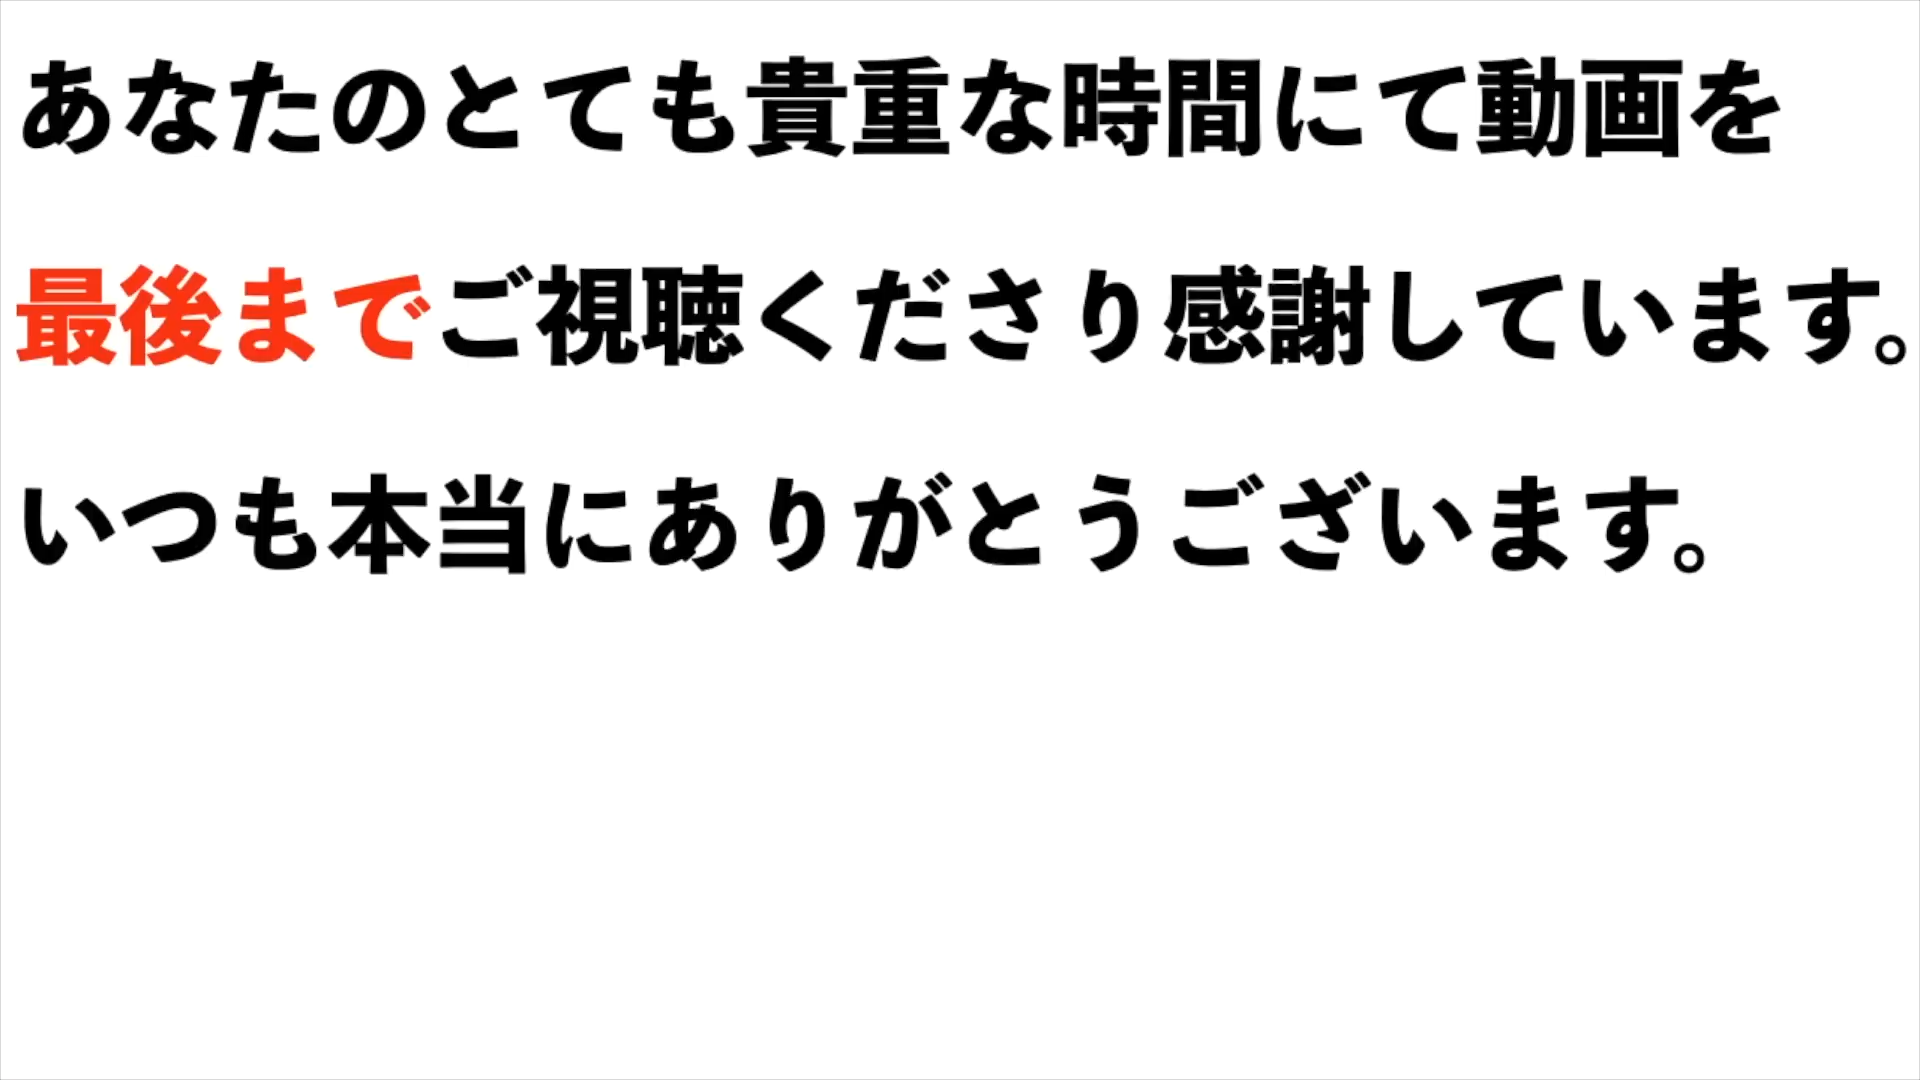 あなたのとても貴重な時間にて動画を
最後までご視聴くださり感謝しています。
いつも本当にありがとうございます。